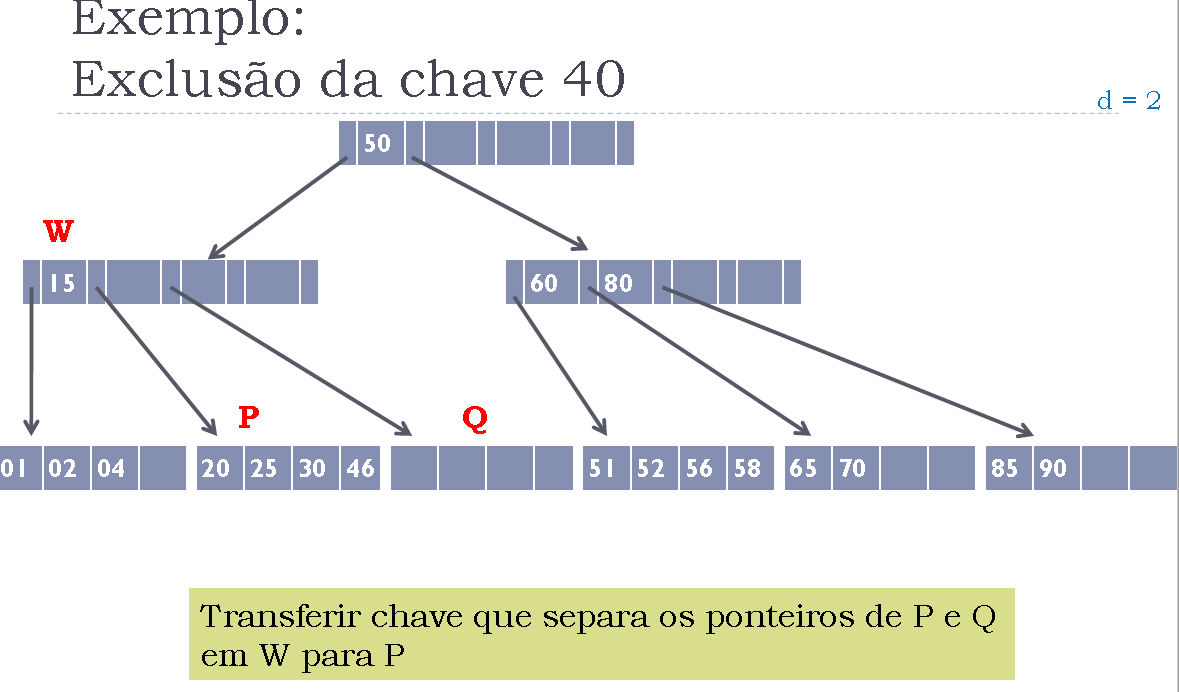 Exemplo:
Exclusão da chave 40
d = 2
50
W
15
60 80
P Q
01 02 04 20 25 30 46 51 52 56 58 65 70 85 90
Transferir chave que separa os ponteiros de P e Q
em W para P